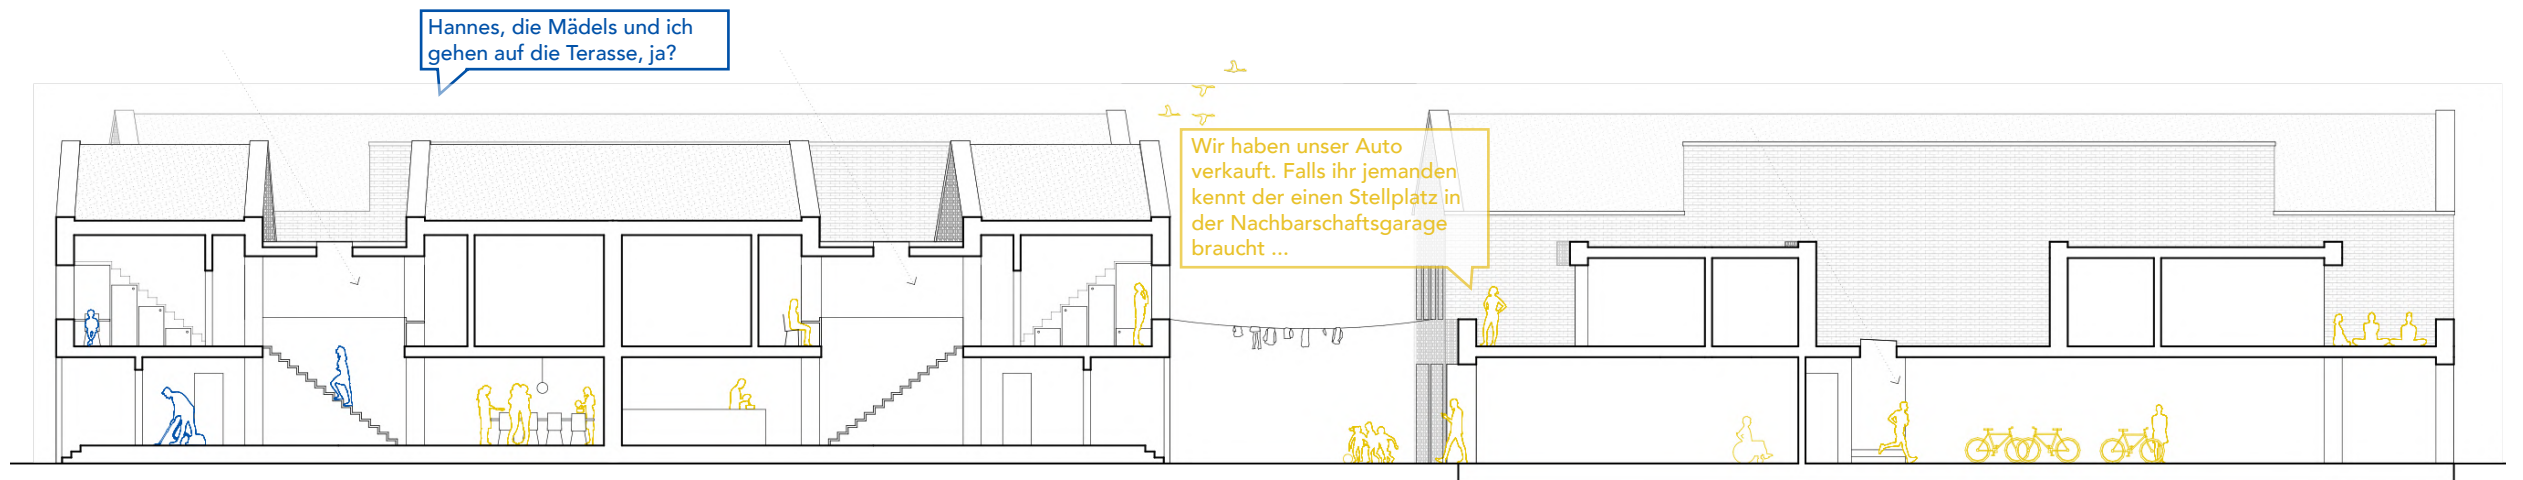 Hannes, die Mädels und ich
gehen auf die Terasse, ja?
Wir haben unser Auto
verkauft. Falls ihr jemanden
kennt der einen Stellplatz in
der Nachbarschaftsgarage
braucht ...